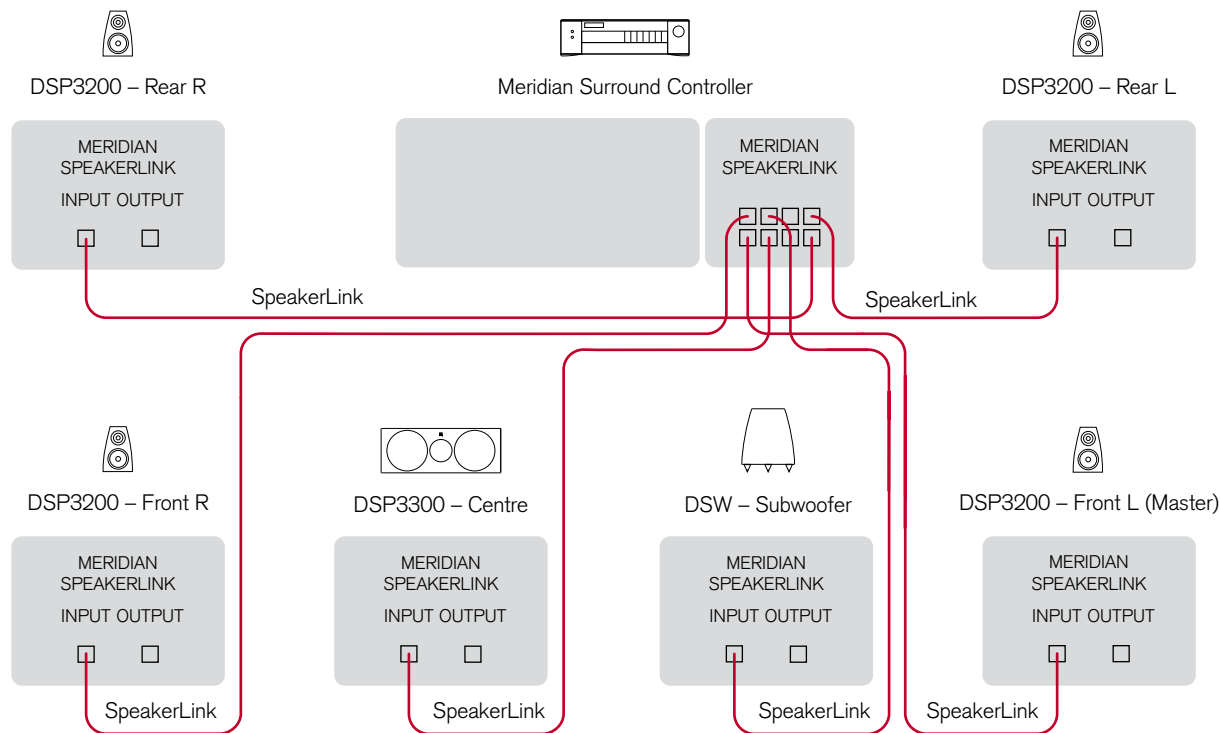 DSP3200 – Rear R
Meridian Surround Controller
DSP3200 – Rear L
MERIDIAN
SPEAKERLINK
INPUT OUTPUT
MERIDIAN
SPEAKERLINK
MERIDIAN
SPEAKERLINK
INPUT OUTPUT
SpeakerLink
SpeakerLink
DSP3200 – Front R
DSP3300 – Centre
DSW – Subwoofer
DSP3200 – Front L (Master)
MERIDIAN
SPEAKERLINK
INPUT OUTPUT
MERIDIAN
SPEAKERLINK
INPUT OUTPUT
MERIDIAN
SPEAKERLINK
INPUT OUTPUT
MERIDIAN
SPEAKERLINK
INPUT OUTPUT
SpeakerLink
SpeakerLink
SpeakerLink
SpeakerLink